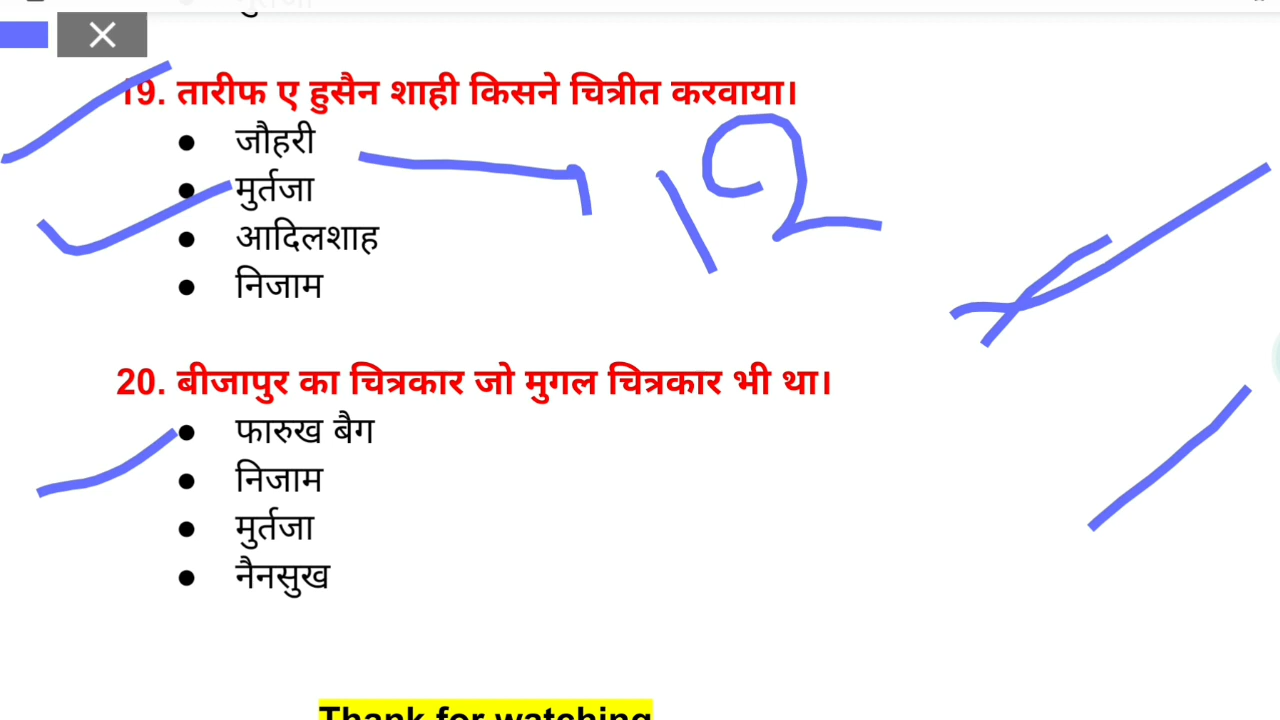 19. तारीफ ए हुसैन शाही किसने चित्रीत करवाया।
● जौहरी
● मुर्तजा
12
● आदिलशाह
● निजाम
20. बीजापुर का चित्रकार जो मुगल चित्रकार भी था।
● फारुख बैग
● निजाम
● मुर्तजा
● नैनसुख
Thank for watching